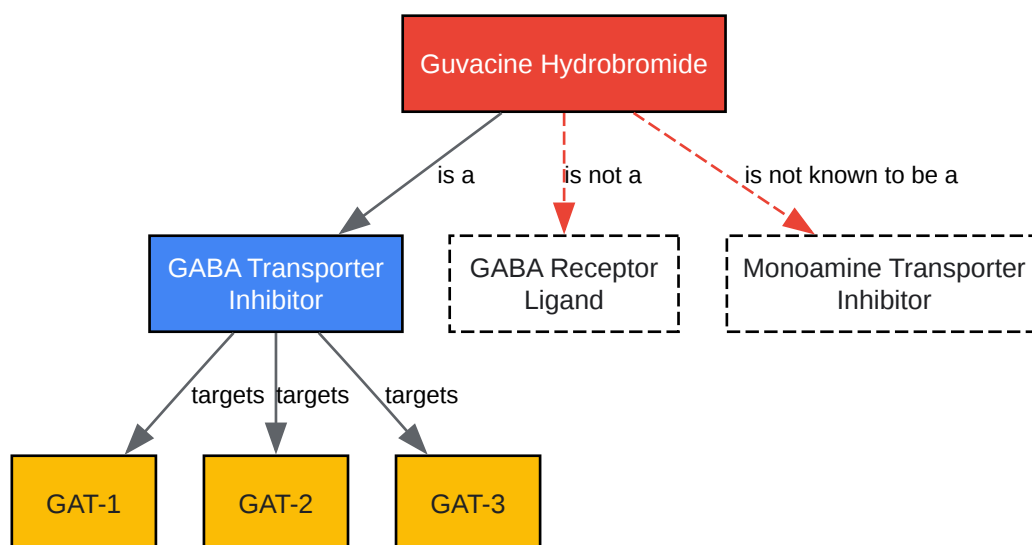 Guvacine Hydrobromide
is a
is not a
is not known to be a
GABA Transporter
Inhibitor
GABA Receptor
Ligand
Monoamine Transporter
Inhibitor
targets
targets
targets
GAT-1
GAT-2
GAT-3